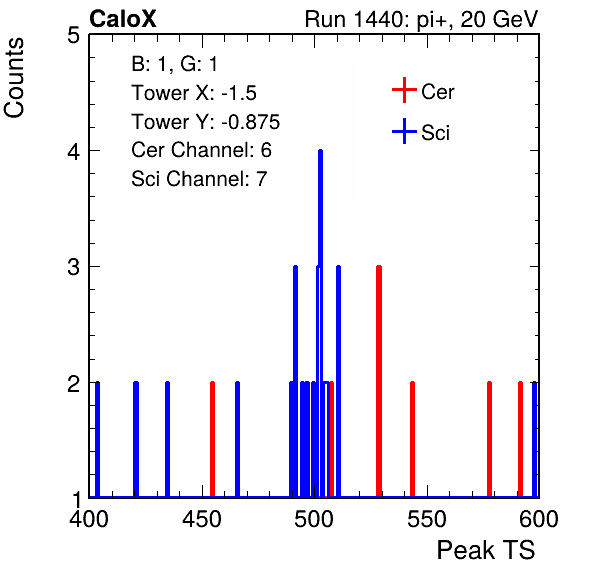 CaloX Run 1440: pi+, 20 GeV
B: 1, G: 1
Tower X: -1.5
Tower Y: -0.875
Cer Channel: 6
Sci Channel: 7
Cer
Sci
Counts
5
4
3
2
1
400 450 500 550 600
Peak TS